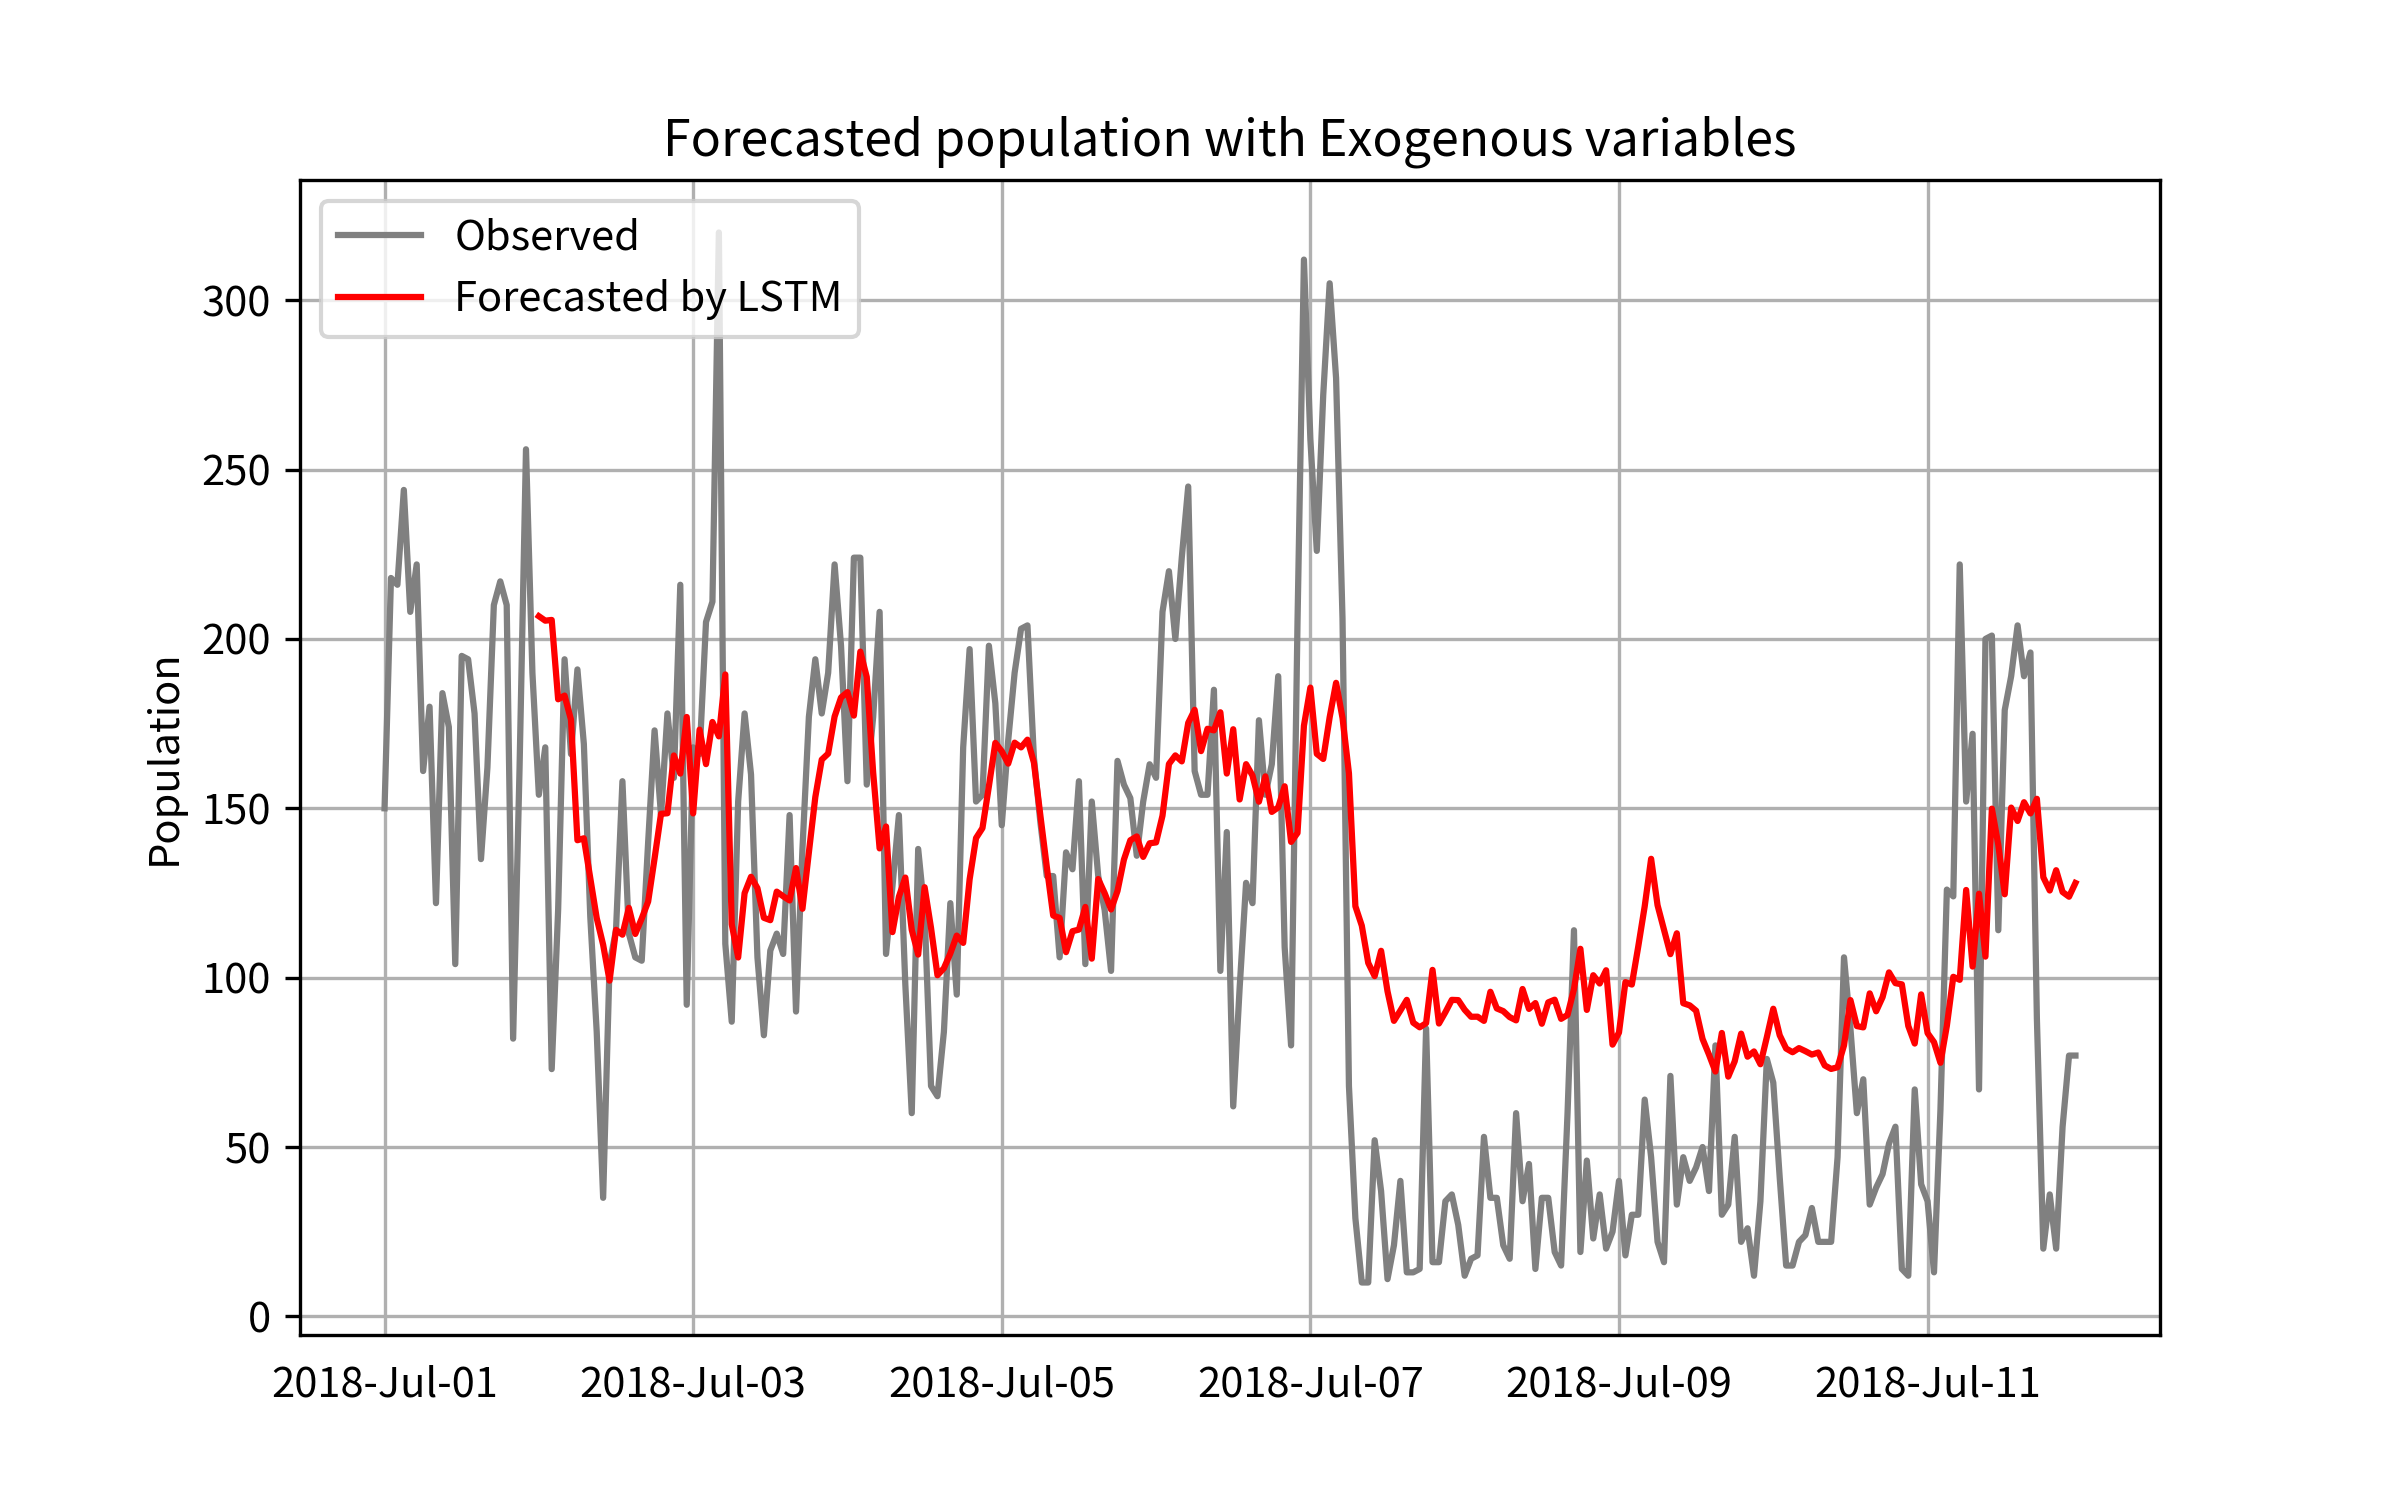 Forecasted population with Exogenous variables
Observed
Forecasted by LSTM
Population
300
250
200
150
100
50
0
2018-Jul-01 2018-Jul-03 2018-Jul-05 2018-Jul-07 2018-Jul-09 2018-Jul-11